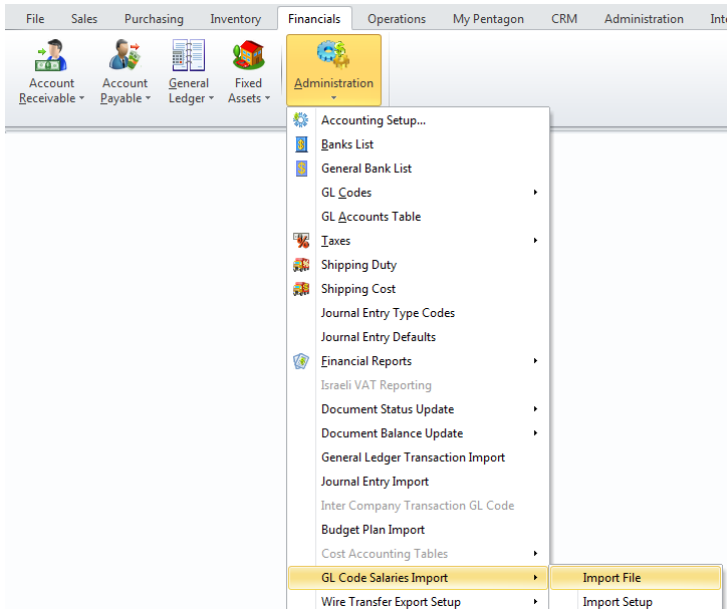 File Sales Purchasing Inventory Financials Operations My Pentagon CRM Administration Int
Account Receivable
Account Payable
General Ledger
Fixed Assets
Administration
Accounting Setup...
Banks List
General Bank List
GL Codes
GL Accounts Table
Taxes
Shipping Duty
Shipping Cost
Journal Entry Type Codes
Journal Entry Defaults
Financial Reports
Israeli VAT Reporting
Document Status Update
Document Balance Update
General Ledger Transaction Import
Journal Entry Import
Inter Company Transaction GL Code
Budget Plan Import
Cost Accounting Tables
GL Code Salaries Import
Import File
Wire Transfer Export Setup
Import Setup